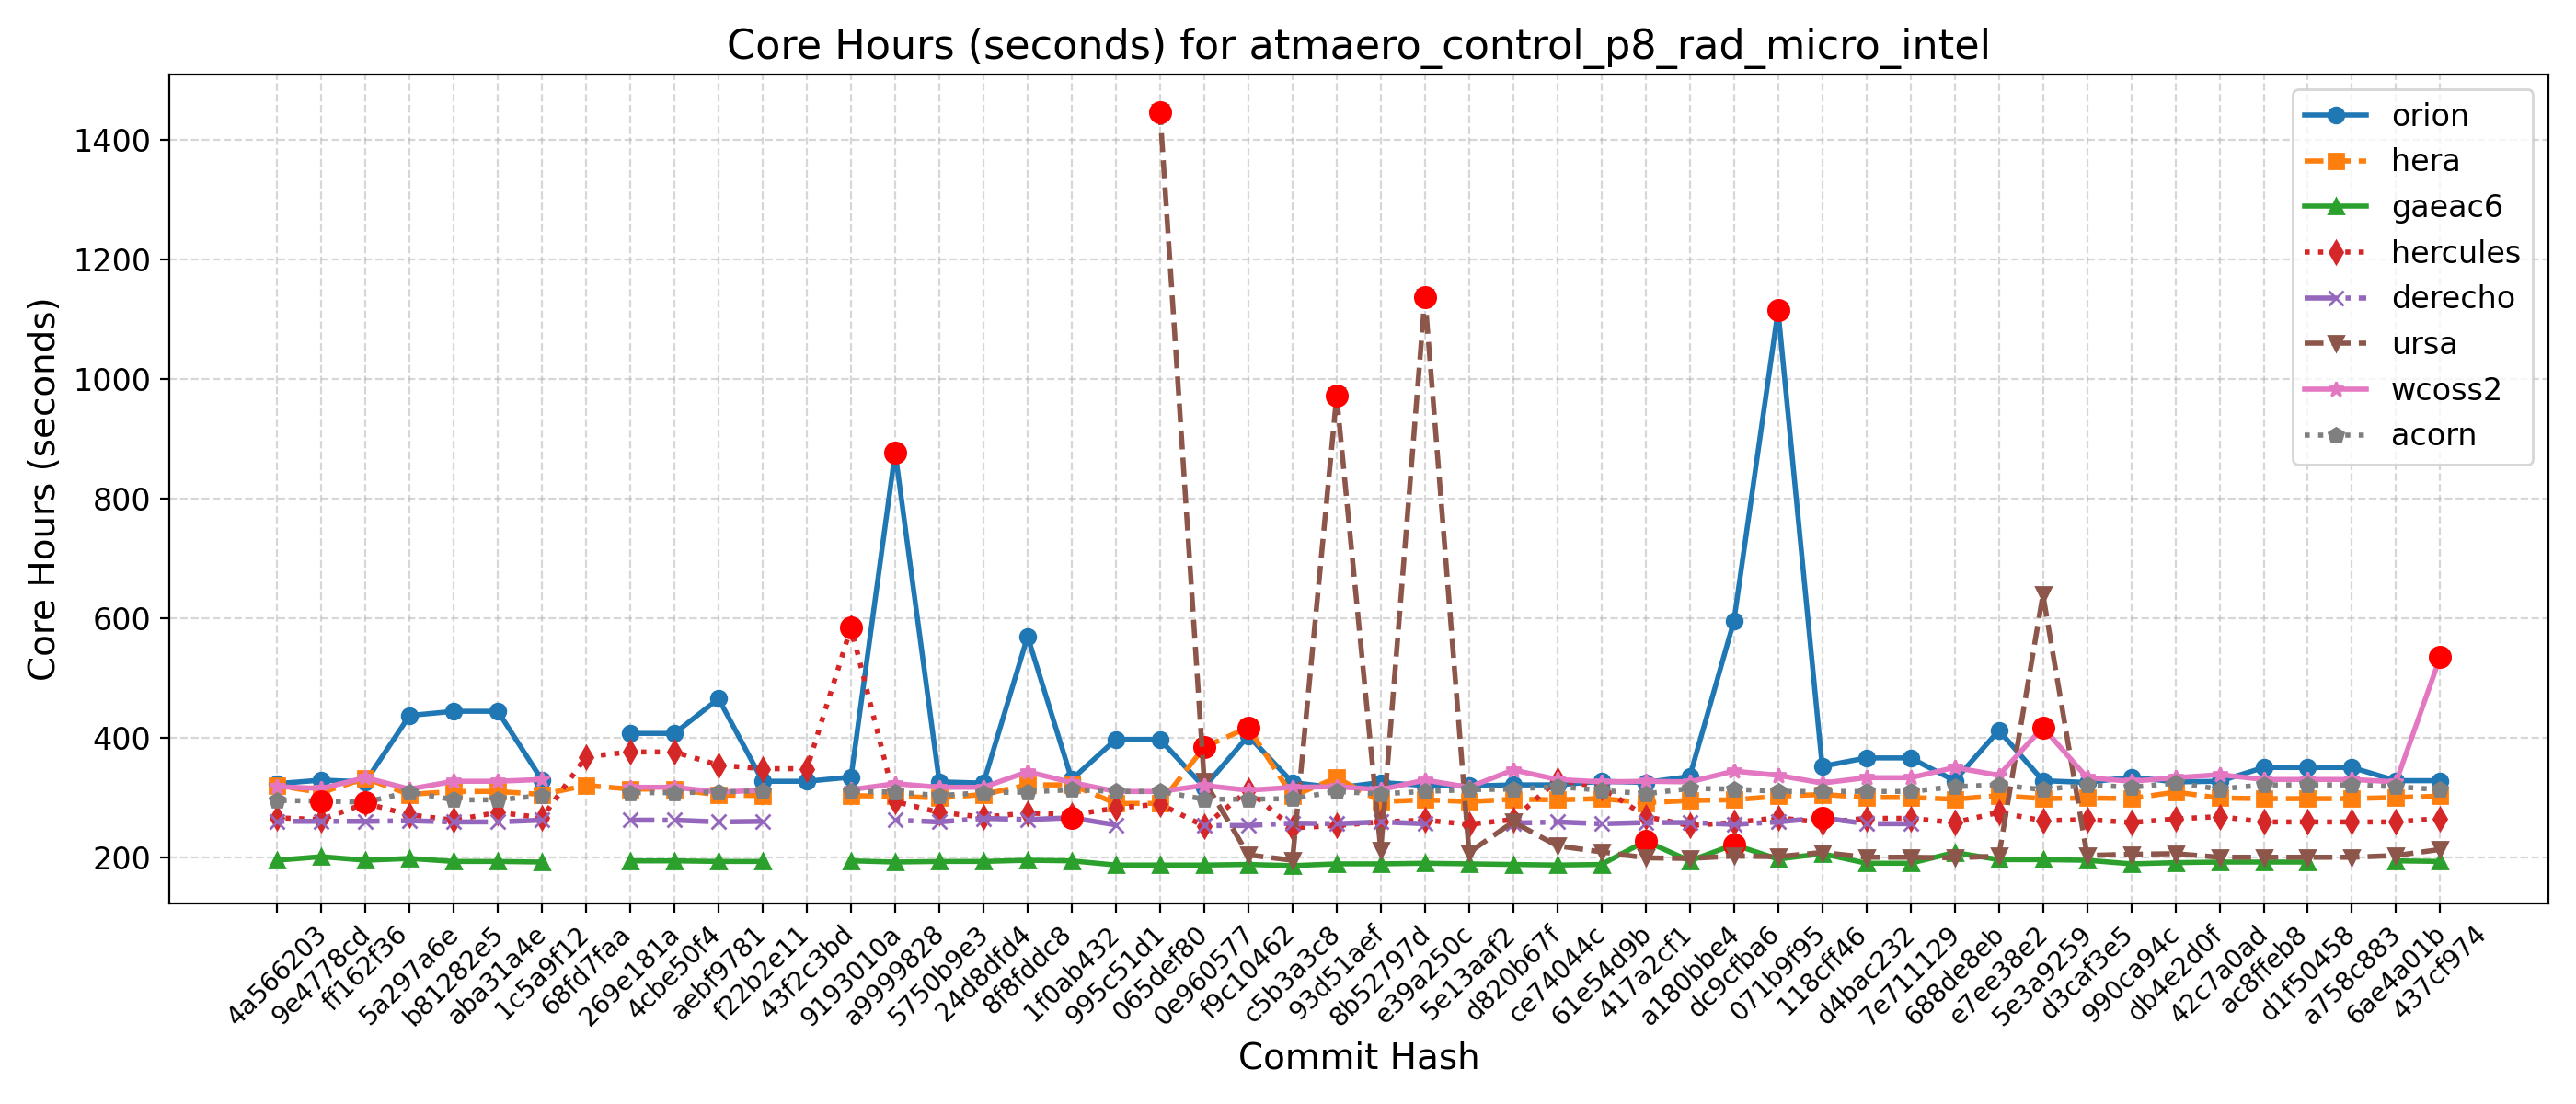 Core Hours (seconds) for atmaero_control_p8_rad_micro_intel
Core Hours (seconds)
1400
1200
1000
800
600
400
200
orion
hera
gaeac6
hercules
derecho
ursa
wcoss2
acorn
4a566203
9e4778cd
ff162f36
5a297a6e
b81282e5
aba31a4e
1c5a9f12
68fd7faa
269e181a
4cbe50f4
aebf9781
f22b2e11
43f2c3bd
9193010a
a9999828
5750b9e3
24d8dfd4
8f8fddc8
1f0ab432
995c51d1
065def80
0e960577
f9c10462
c5b3a3c8
93d51aef
8b52797d
e39a250c
5e13aaf2
d820b67f
ce74044c
61e54d9b
417a2cf1
a180bbe4
dc9cfba6
071b9f95
118cff46
d4bac232
7e711129
688de8eb
e7ee38e2
5e3a9259
d3caf3e5
990ca94c
db4e2d0f
42c7a0ad
ac8ffeb8
d1f50458
a758c883
6ae4a01b
437cf974
Commit Hash